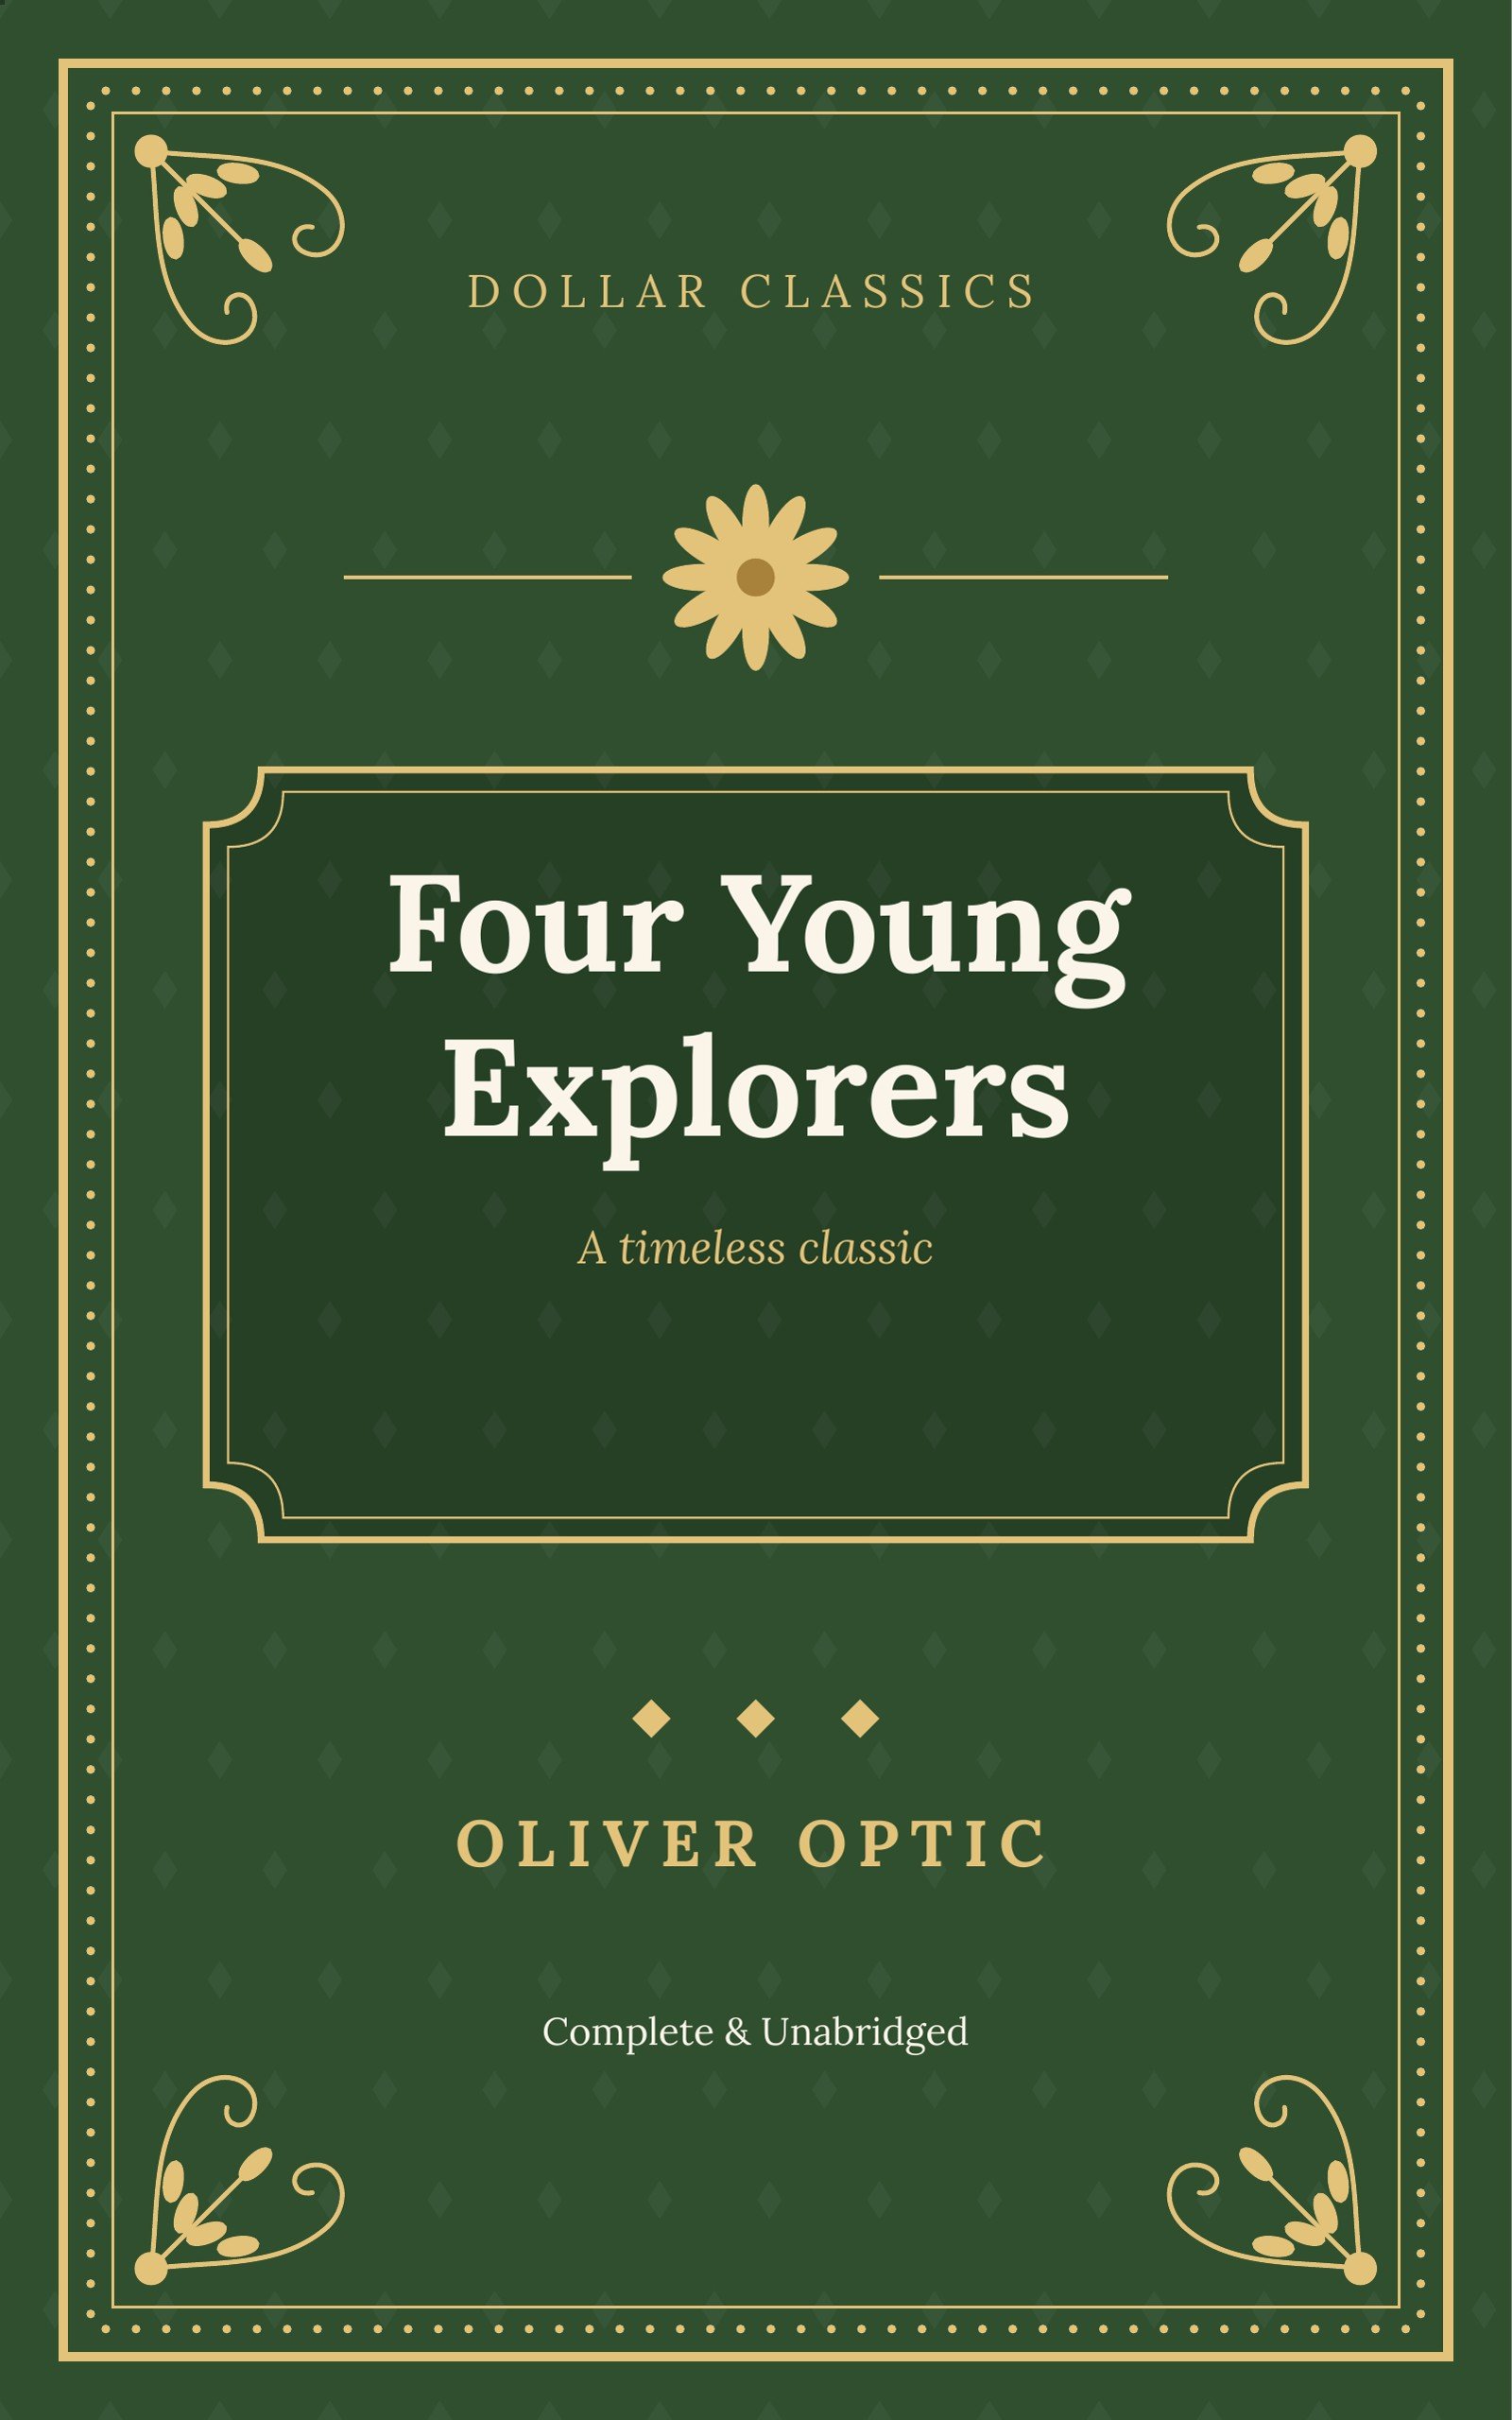 DOLLAR CLASSICS
Four Young
Explorers
A timeless classic
OLIVER OPTIC
Complete & Unabridged